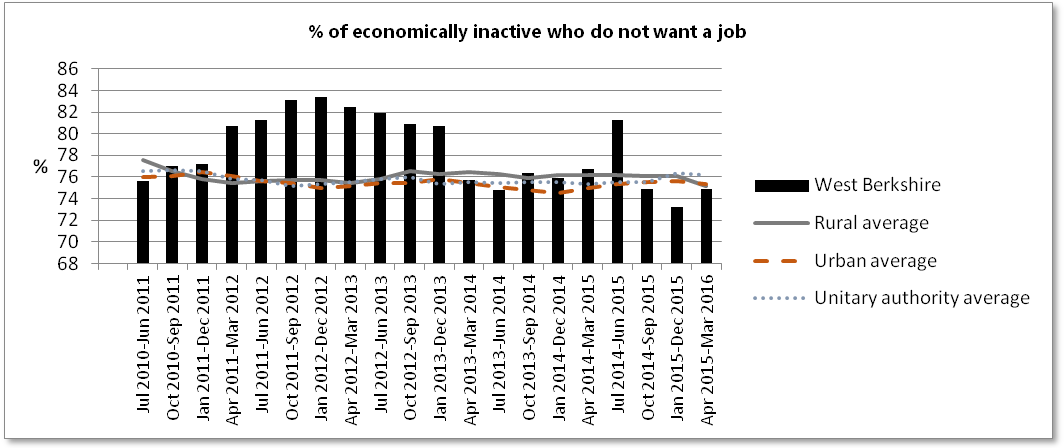 % of economically inactive who do not want a job
86
84
82
80
78
76
74
72
70
68
%
Jul 2010-Jun 2011
Oct 2010-Sep 2011
Jan 2011-Dec 2011
Apr 2011-Mar 2012
Jul 2011-Jun 2012
Oct 2011-Sep 2012
Jan 2012-Dec 2012
Apr 2012-Mar 2013
Jul 2012-Jun 2013
Oct 2012-Sep 2013
Jan 2013-Dec 2013
Apr 2013-Mar 2014
Jul 2013-Jun 2014
Oct 2013-Sep 2014
Jan 2014-Dec 2014
Apr 2014-Mar 2015
Jul 2014-Jun 2015
Oct 2014-Sep 2015
Jan 2015-Dec 2015
Apr 2015-Mar 2016
West Berkshire
Rural average
Urban average
Unitary authority average